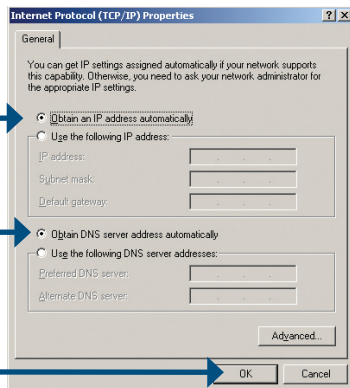 Internet Protocol (TCP/IP) Properties
General
You can get IP settings assigned automatically if your network supports
this capability. Otherwise, you need to ask your network administrator for
the appropriate IP settings.
Obtain an IP address automatically
Use the following IP address:
IP address:
Subnet mask:
Default gateway:
Obtain DNS server address automatically
Use the following DNS server addresses:
Preferred DNS server:
Alternate DNS server:
Advanced...
OK Cancel